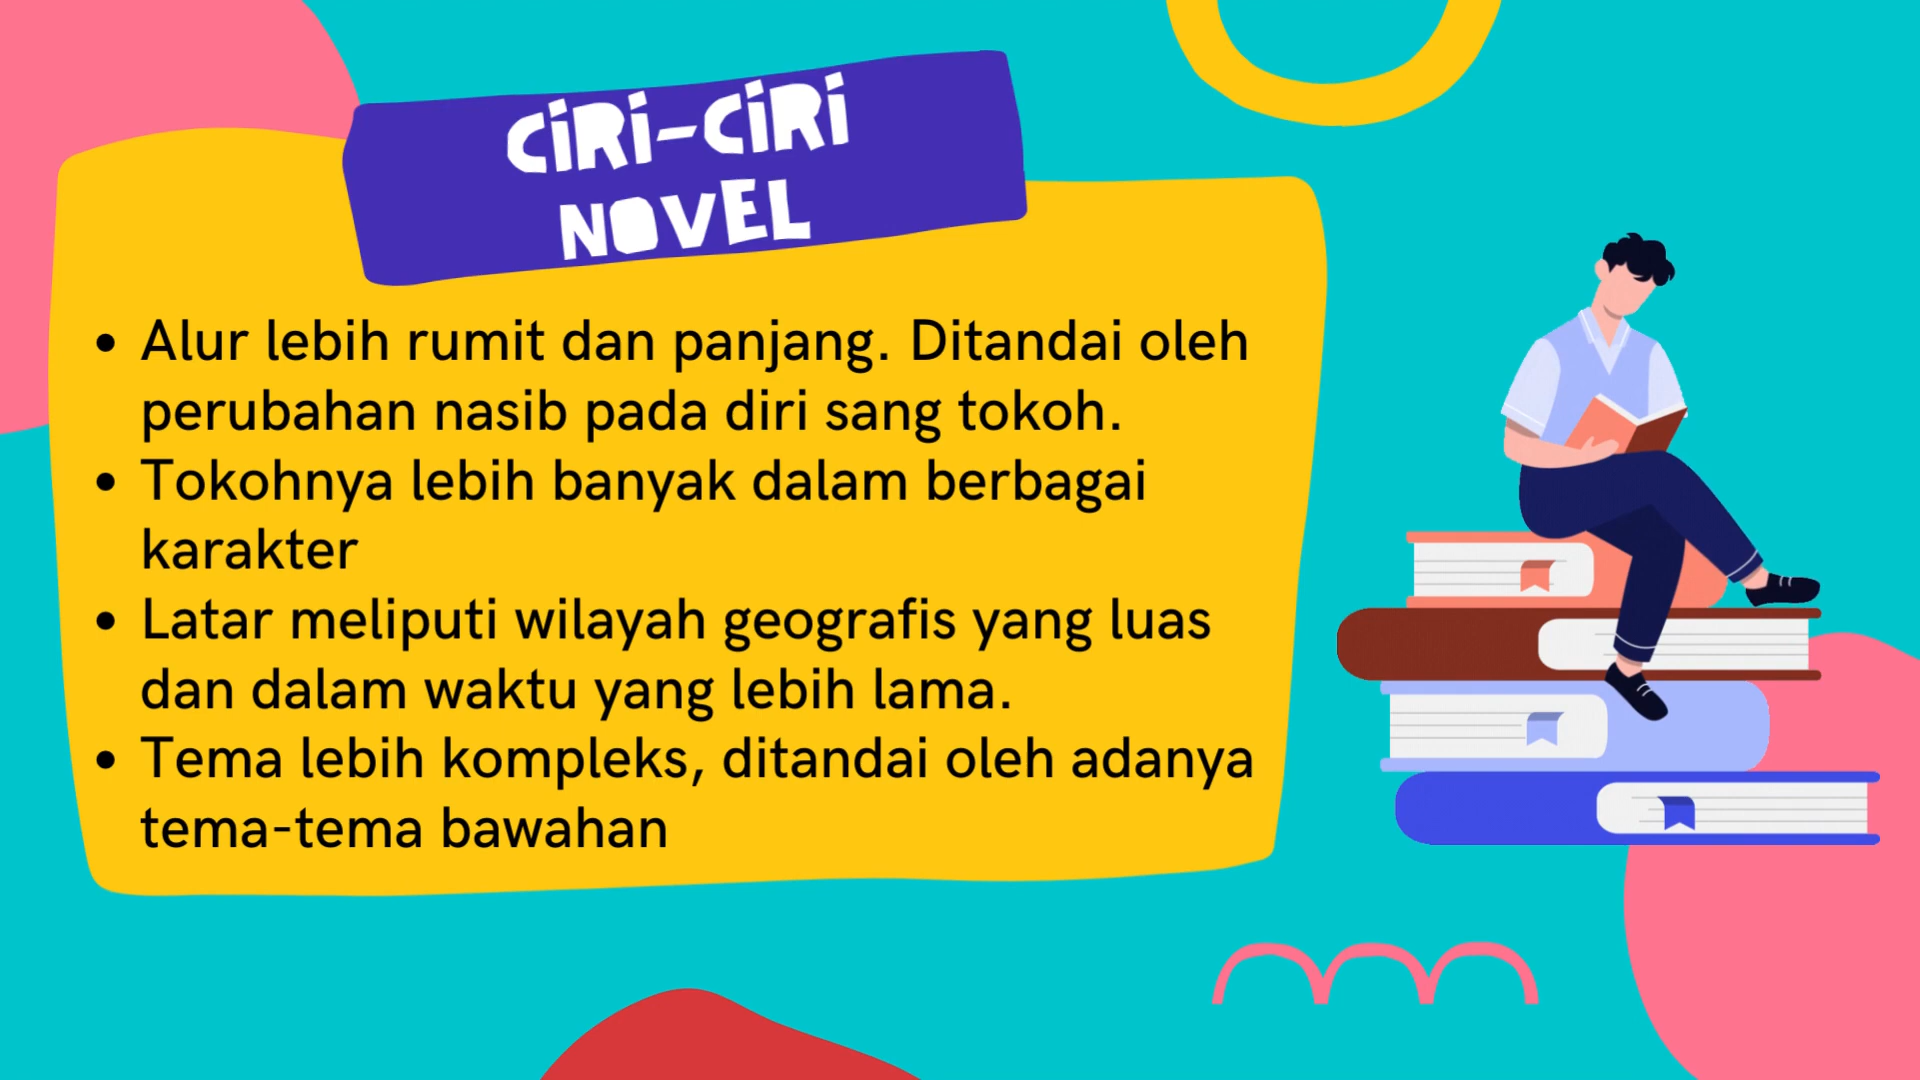 CIRI-CIRI
NOVEL
• Alur lebih rumit dan panjang. Ditandai oleh
perubahan nasib pada diri sang tokoh.
• Tokohnya lebih banyak dalam berbagai
karakter
• Latar meliputi wilayah geografis yang luas
dan dalam waktu yang lebih lama.
• Tema lebih kompleks, ditandai oleh adanya
tema-tema bawahan